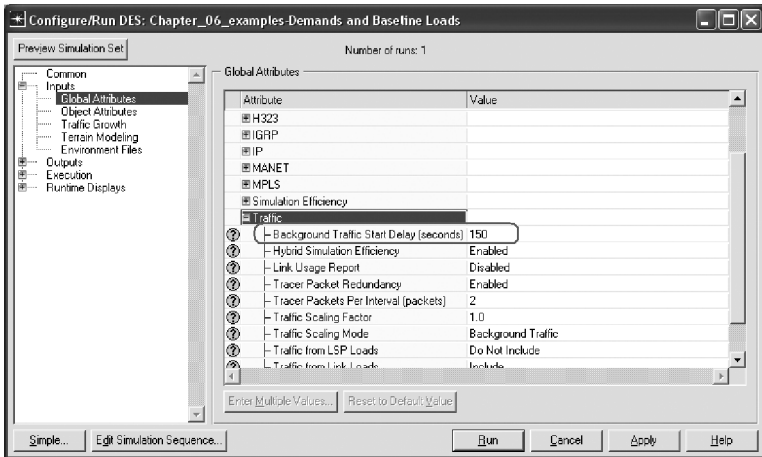 Configure/Run DES: Chapter_06_examples-Demands and Baseline Loads
Preview Simulation Set
Number of runs: 1
Common
Inputs
Global Attributes
Object Attributes
Traffic Growth
Terrain Modeling
Environment Files
Outputs
Execution
Runtime Displays
Global Attributes
Attribute Value
H323
IGRP
IP
MANET
MPLS
Simulation Efficiency
Traffic
Background Traffic Start Delay (seconds) 150
Hybrid Simulation Efficiency Enabled
Link Usage Report Disabled
Tracer Packet Redundancy Enabled
Tracer Packets Per Interval (packets) 2
Traffic Scaling Factor 1.0
Traffic Scaling Mode Background Traffic
Traffic from LSP Loads Do Not Include
Traffic from Link Loads Include
Enter Multiple Values... Reset to Default Value
Simple... Edit Simulation Sequence... Run Cancel Apply Help